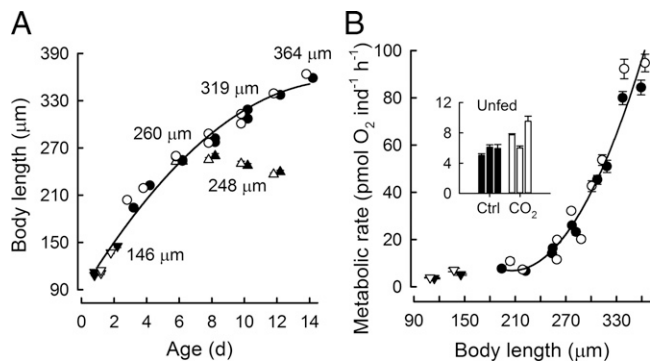 A
Body length (μm)
390
330
270
210
150
90
364 μm
319 μm
260 μm
248 μm
146 μm
0 2 4 6 8 10 12 14
Age (d)
B
Metabolic rate (pmol O2 ind-1 h-1)
100
80
60
40
20
0
Unfed
12
8
4
0
Ctrl CO2
90 150 210 270 330
Body length (μm)